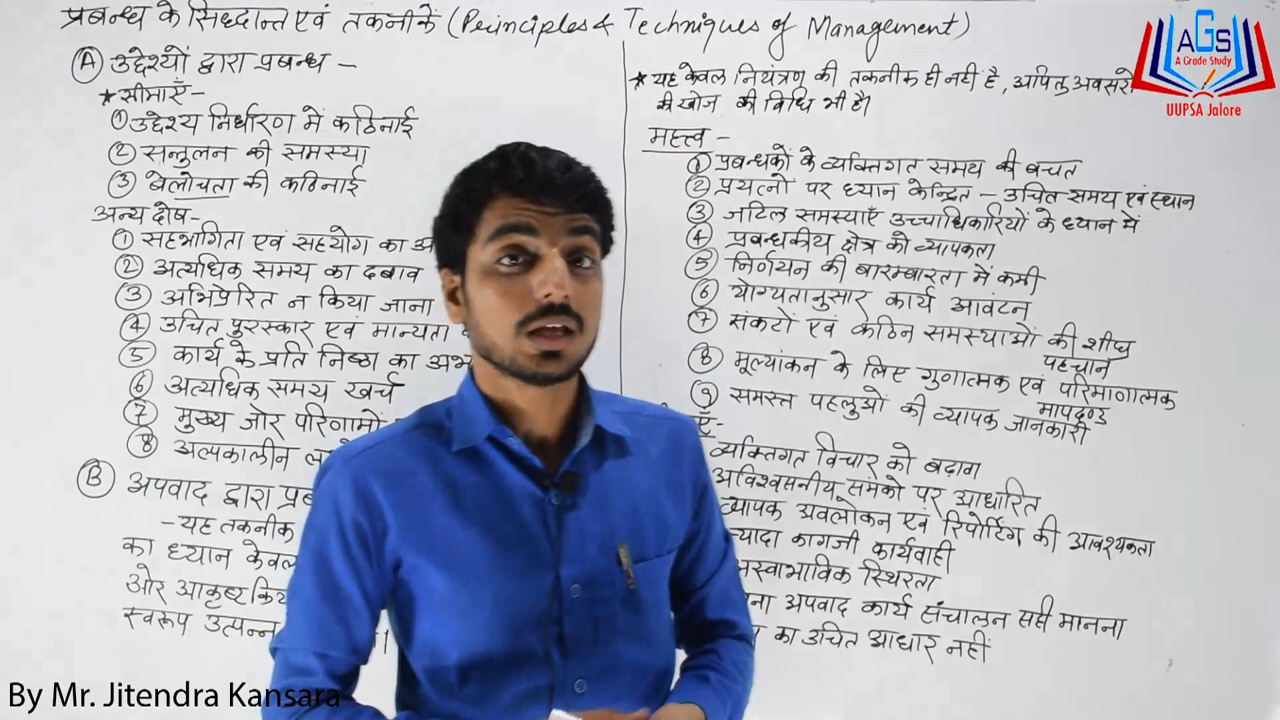 प्रबन्ध के सिद्धान्त एवं तकनीकें (Principles & Techniques of Management)
AGS
A Grade Study
UUPSA Jalore
(A) उद्देश्यों द्वारा प्रबन्ध –
★ सीमाएँ –
① उद्देश्य निर्धारण में कठिनाई
② सन्तुलन की समस्या
③ बेलोचता की कठिनाई
अन्य दोष –
① सहभागिता एवं सहयोग का
② अत्यधिक समय का दबाव
③ अभिप्रेरित न किया जाना
④ उचित पुरस्कार एवं मान्यता
⑤ कार्य के प्रति निष्ठा का
⑥ अत्यधिक समय खर्च
⑦ मुख्य जोर परिणामों
⑧ अल्पकालीन
(B) अपवाद द्वारा
– यह तकनीक
का ध्यान केवल
ओर आकृष्ट
स्वरूप उत्पन्न
★ यह केवल नियंत्रण की तकनीक ही नहीं है, अपितु
की खोज की विधि भी है।
महत्त्व –
① प्रबन्धकों के व्यक्तिगत समय की बचत
② प्रयत्नों पर ध्यान केन्द्रित – उचित समय एवं स्थान
③ जटिल समस्याएँ उच्चाधिकारियों के ध्यान में
④ प्रबन्धकीय क्षेत्र की व्यापकता
⑤ निर्णयन की बारम्बारता में कमी
⑥ योग्यतानुसार कार्य आवंटन
⑦ संकटों एवं कठिन समस्याओं की शीघ्र
पहचान
⑧ मूल्यांकन के लिए गुणात्मक एवं परिमाणात्मक
मापदण्ड
⑨ समस्त पहलुओं की व्यापक जानकारी
व्यक्तिगत विचार को बढ़ावा
अविश्वसनीय समंको पर आधारित
व्यापक अवलोकन एवं रिपोर्टिंग की आवश्यकता
कागजी कार्यवाही
अस्वाभाविक स्थिरता
अपवाद कार्य संचालन सही मानना
का उचित आधार नहीं
By Mr. Jitendra Kansara